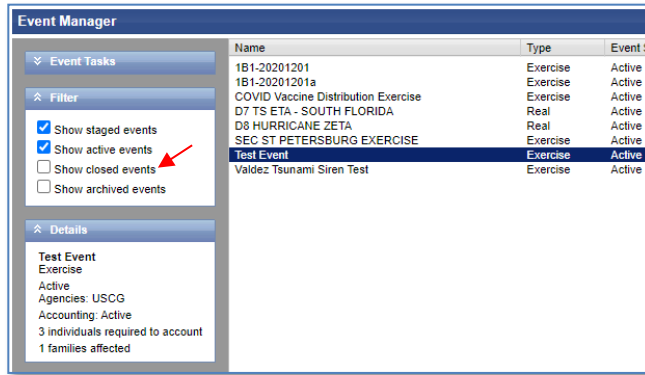 Event Manager
Event Tasks
Filter
Show staged events
Show active events
Show closed events
Show archived events
Details
Test Event
Exercise
Active
Agencies: USCG
Accounting: Active
3 individuals required to account
1 families affected
Name Type Event
1B1-20201201 Exercise Active
1B1-20201201a Exercise Active
COVID Vaccine Distribution Exercise Exercise Active
D7 TS ETA - SOUTH FLORIDA Real Active
D8 HURRICANE ZETA Real Active
SEC ST PETERSBURG EXERCISE Exercise Active
Test Event Exercise Active
Valdez Tsunami Siren Test Exercise Active